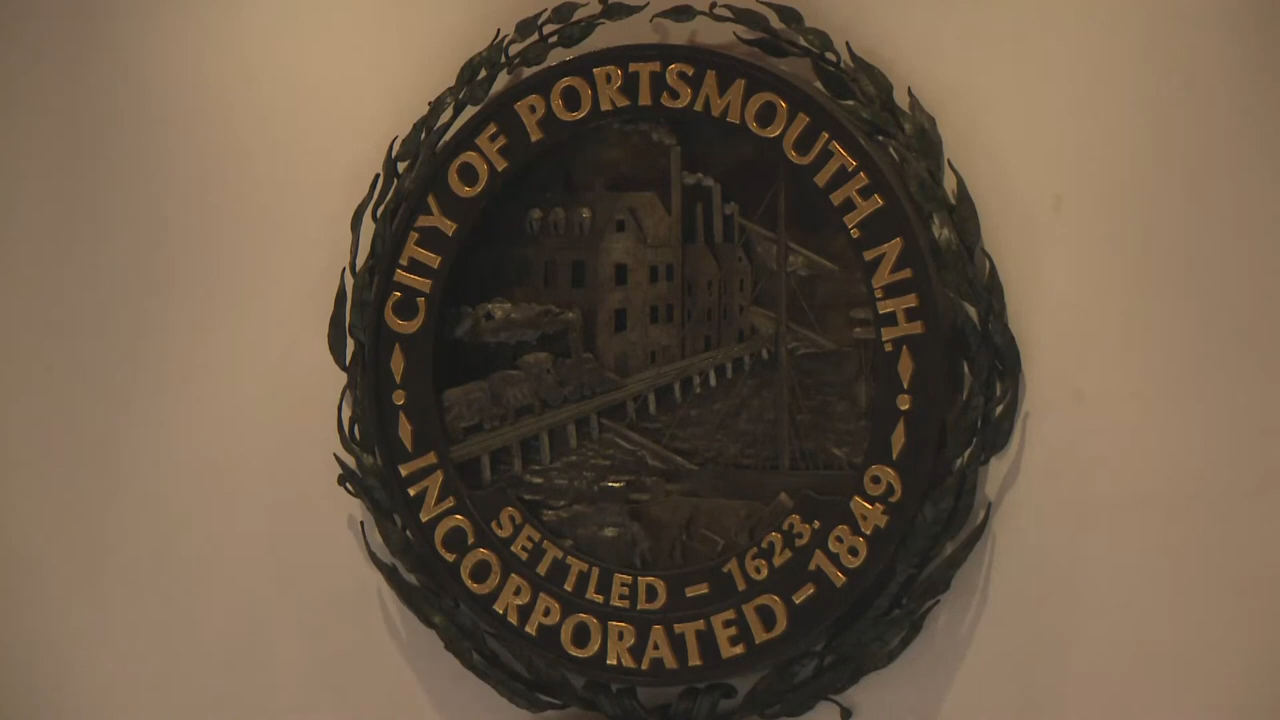 CITY OF PORTSMOUTH. N.H.
SETTLED – 1623.
INCORPORATED – 1849